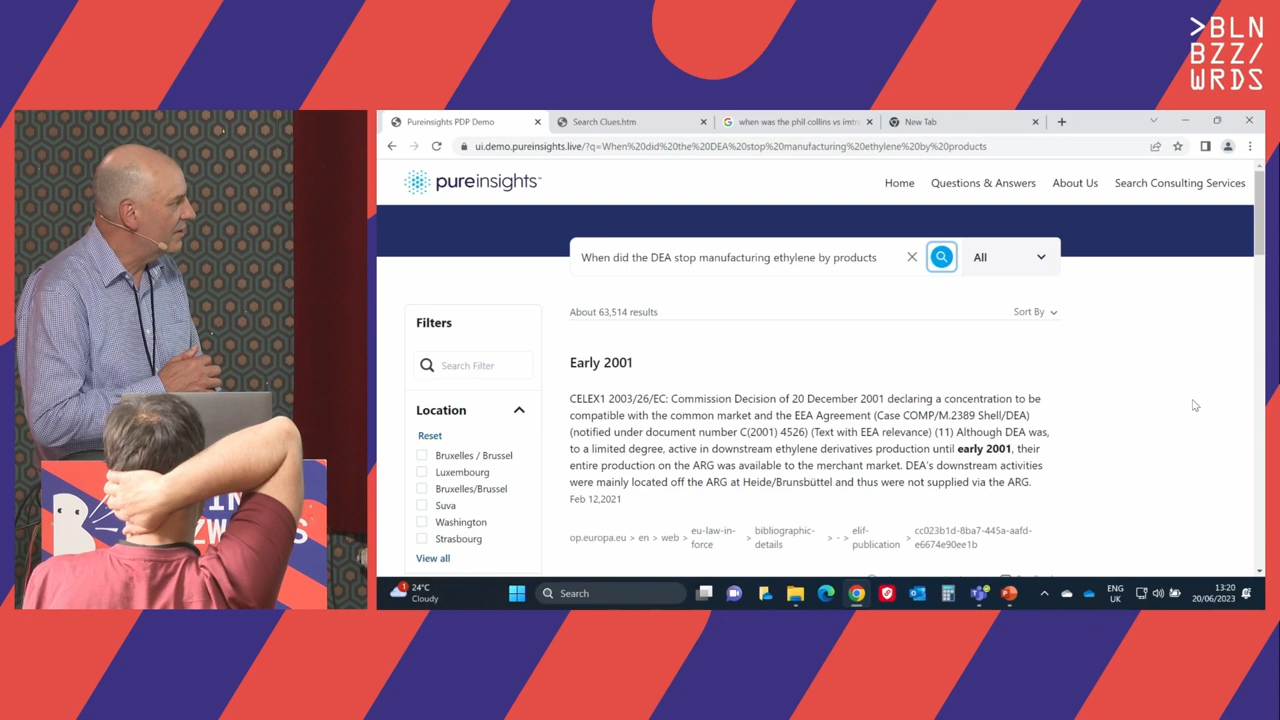 >BLN
BZZ/
WRDS
Pureinsights PDP Demo
Search Clues.htm
when was the phil collins vs imtr
New Tab
ui.demo.pureinsights.live/?q=When%20did%20the%20DEA%20stop%20manufacturing%20ethylene%20by%20products
pureinsights
Home
Questions & Answers
About Us
Search Consulting Services
When did the DEA stop manufacturing ethylene by products
All
About 63,514 results
Sort By
Filters
Search Filter
Location
Reset
Bruxelles / Brussel
Luxembourg
Bruxelles/Brussel
Suva
Washington
Strasbourg
View all
Early 2001
CELEX1 2003/26/EC: Commission Decision of 20 December 2001 declaring a concentration to be
compatible with the common market and the EEA Agreement (Case COMP/M.2389 Shell/DEA)
(notified under document number C(2001) 4526) (Text with EEA relevance) (11) Although DEA was,
to a limited degree, active in downstream ethylene derivatives production until early 2001, their
entire production on the ARG was available to the merchant market. DEA's downstream activities
were mainly located off the ARG at Heide/Brunsbüttel and thus were not supplied via the ARG.
Feb 12,2021
op.europa.eu > en > web > eu-law-in-force > bibliographic-details > - > elif-publication > cc023b1d-8ba7-445a-aafd-e6674e90ee1b
1
24°C
Cloudy
Search
ENG
UK
13:20
20/06/2023